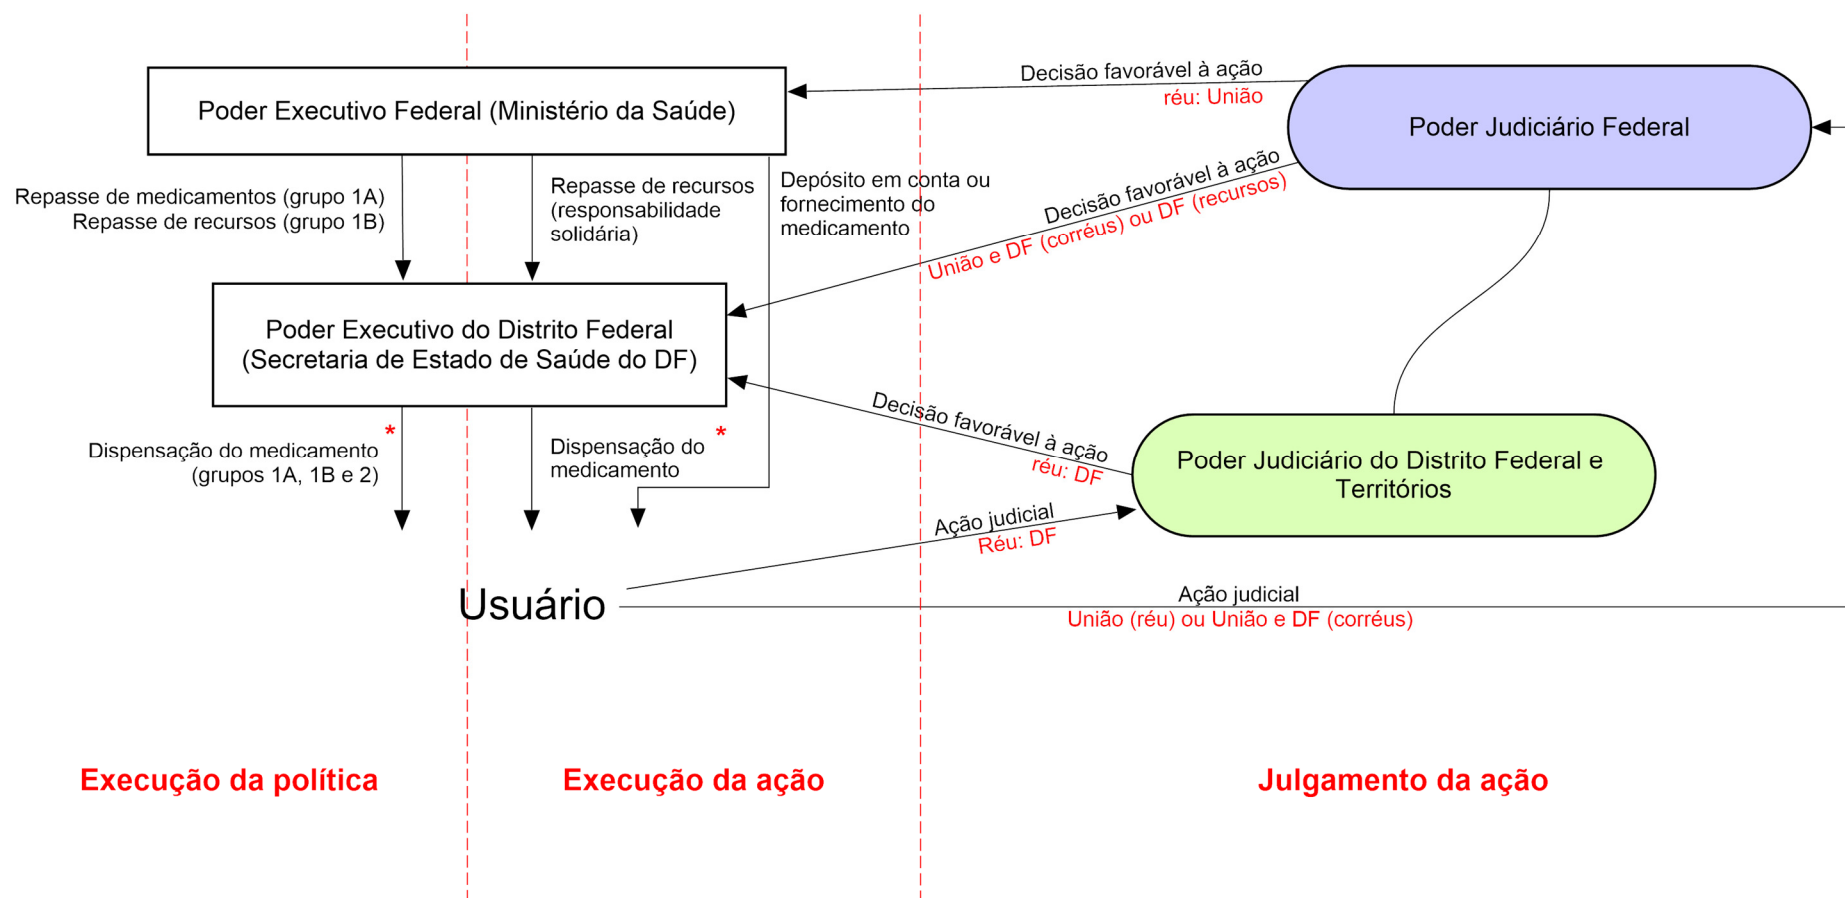 Decisão favorável à ação
réu: União
Poder Executivo Federal (Ministério da Saúde)
Poder Judiciário Federal
Repasse de medicamentos (grupo 1A)
Repasse de recursos (grupo 1B)
Repasse de recursos
(responsabilidade
solidária)
Depósito em conta ou
fornecimento do
medicamento
Decisão favorável à ação
União e DF (corréus) ou DF (recursos)
Poder Executivo do Distrito Federal
(Secretaria de Estado de Saúde do DF)
Decisão favorável à ação
réu: DF
*
Dispensação do medicamento
(grupos 1A, 1B e 2)
*
Dispensação do
medicamento
Poder Judiciário do Distrito Federal e
Territórios
Ação judicial
Réu: DF
Usuário
Ação judicial
União (réu) ou União e DF (corréus)
Execução da política
Execução da ação
Julgamento da ação